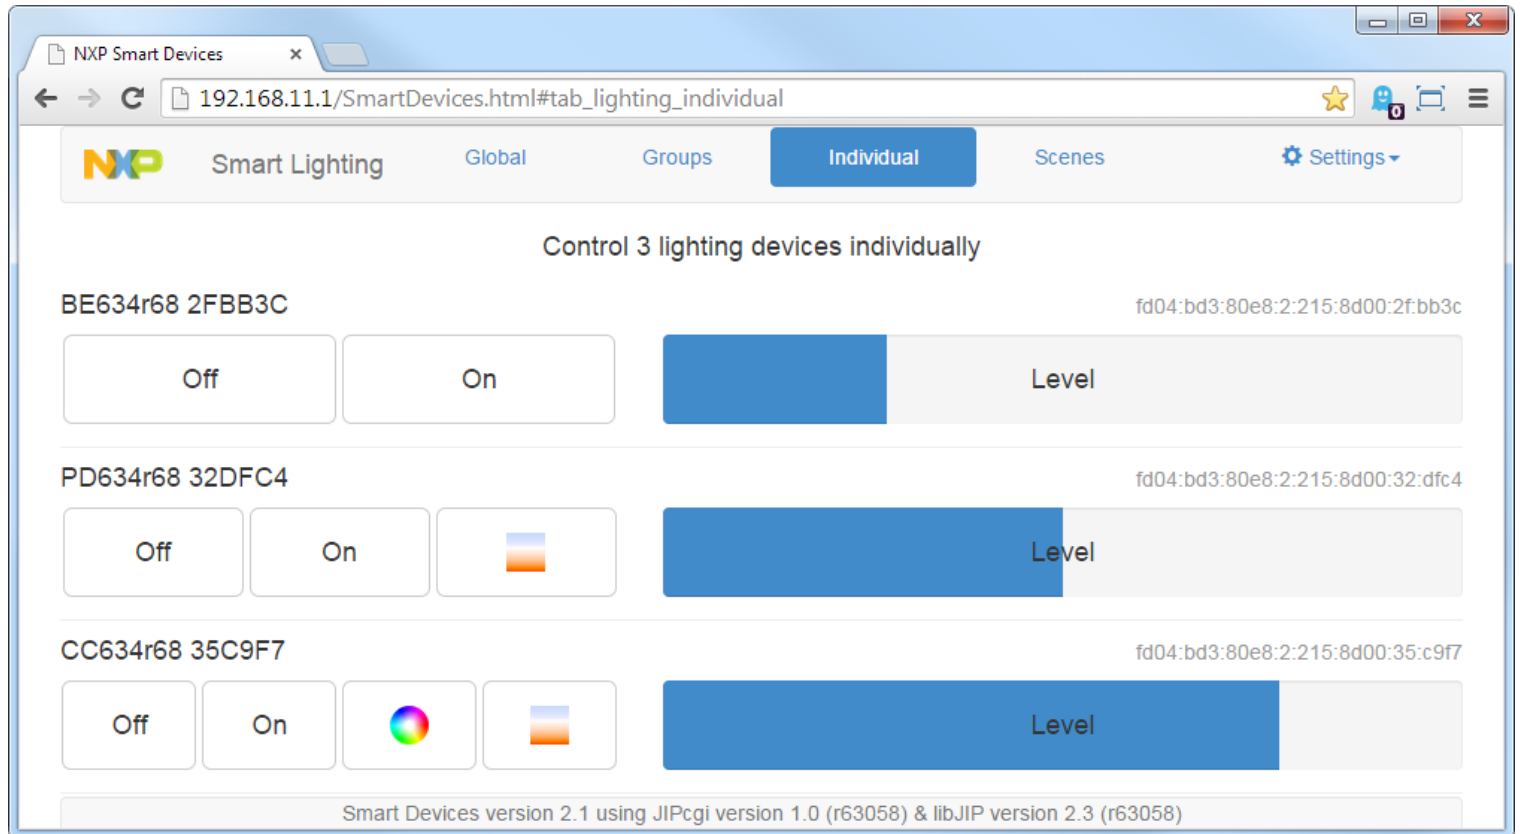 NXP Smart Devices
192.168.11.1/SmartDevices.html#tab_lighting_individual
0
NXP Smart Lighting Global Groups Individual Scenes Settings
Control 3 lighting devices individually
BE634r68 2FBB3C fd04:bd3:80e8:2:215:8d00:2f:bb3c
Off On Level
PD634r68 32DFC4 fd04:bd3:80e8:2:215:8d00:32:dfc4
Off On Level
CC634r68 35C9F7 fd04:bd3:80e8:2:215:8d00:35:c9f7
Off On Level
Smart Devices version 2.1 using JIPcgi version 1.0 (r63058) & libJIP version 2.3 (r63058)